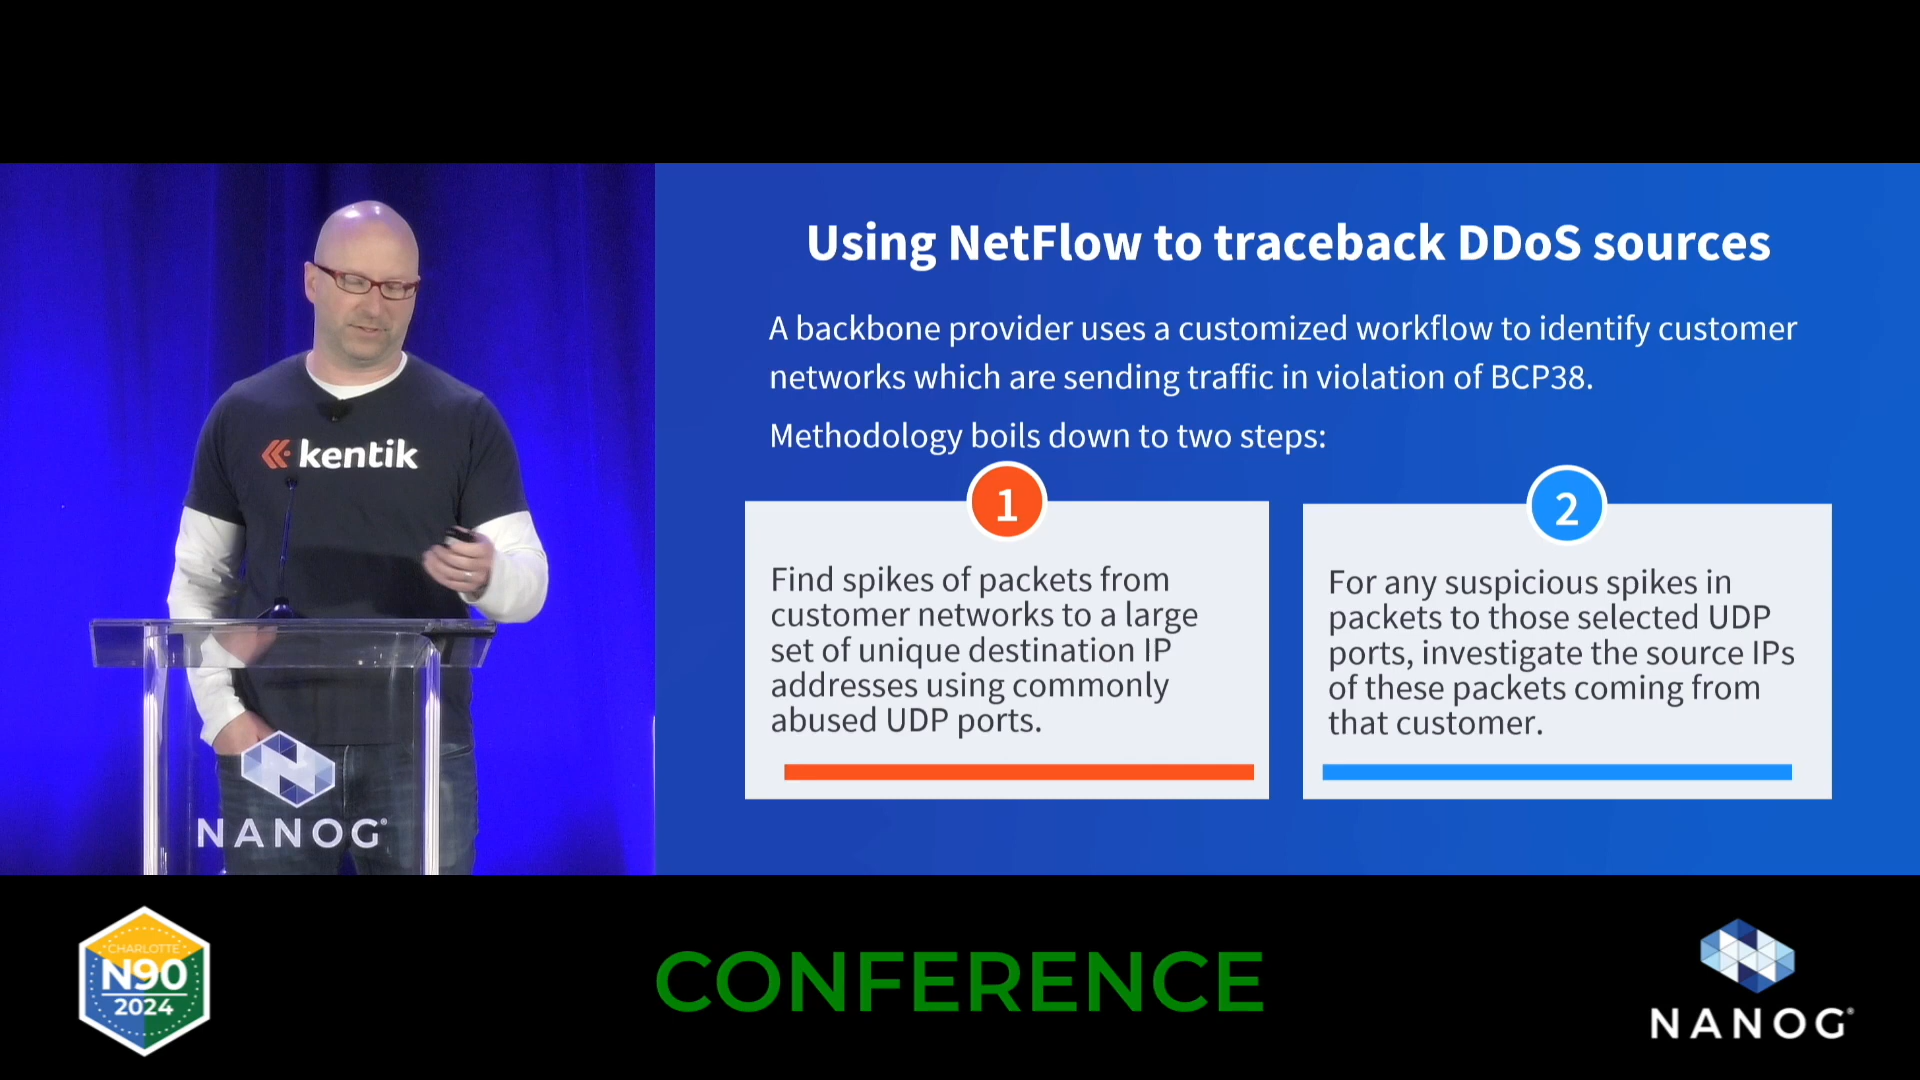 Using NetFlow to traceback DDoS sources
A backbone provider uses a customized workflow to identify customer
networks which are sending traffic in violation of BCP38.
Methodology boils down to two steps:
1
Find spikes of packets from
customer networks to a large
set of unique destination IP
addresses using commonly
abused UDP ports.
2
For any suspicious spikes in
packets to those selected UDP
ports, investigate the source IPs
of these packets coming from
that customer.
kentik
NANOG®
CHARLOTTE
N90
2024
CONFERENCE
NANOG®